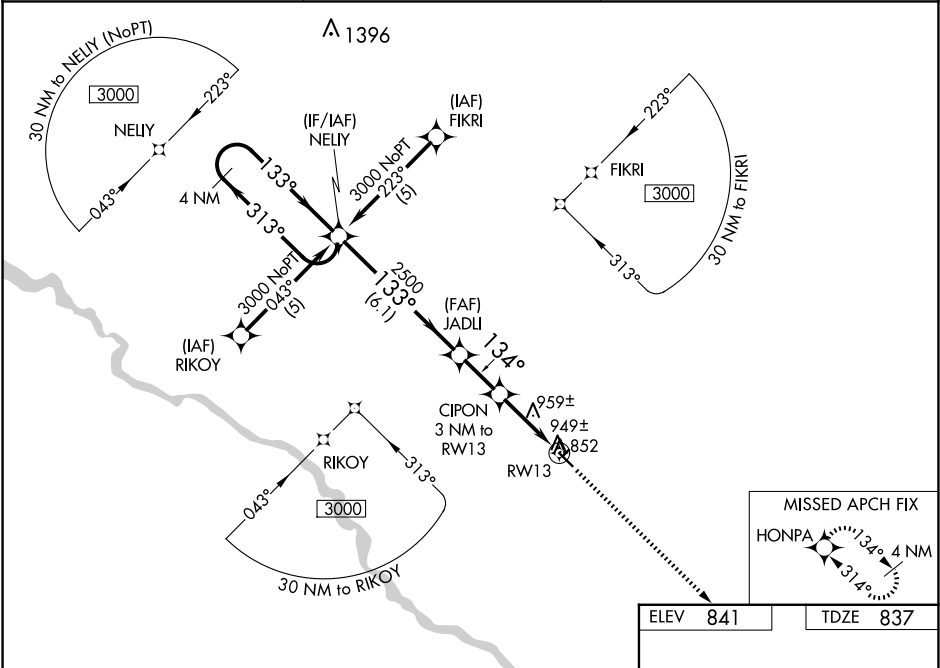 1396
30 NM to NELIY (NoPT)
3000
223°
NELIY
043°
(IF/IAF)
NELIY
(IAF)
FIKRI
3000 NoPT
223°
(5)
4 NM
133°
313°
3000 NoPT
043°
(5)
(IAF)
RIKOY
2500
133°
(6.1)
(FAF)
JADLI
134°
CIPON
3 NM to
RW13
959±
949±
852
RW13
223°
FIKRI
3000
313°
30 NM to FIKRI
RIKOY
043°
313°
3000
30 NM to RIKOY
MISSED APCH FIX
HONPA
134°
4 NM
314°
ELEV 841
TDZE 837